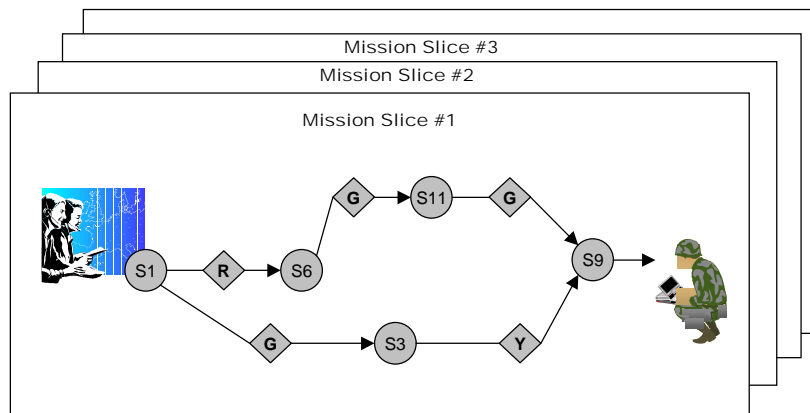 Mission Slice #3
Mission Slice #2
Mission Slice #1
G
S11
G
S1
R
S6
S9
G
S3
Y